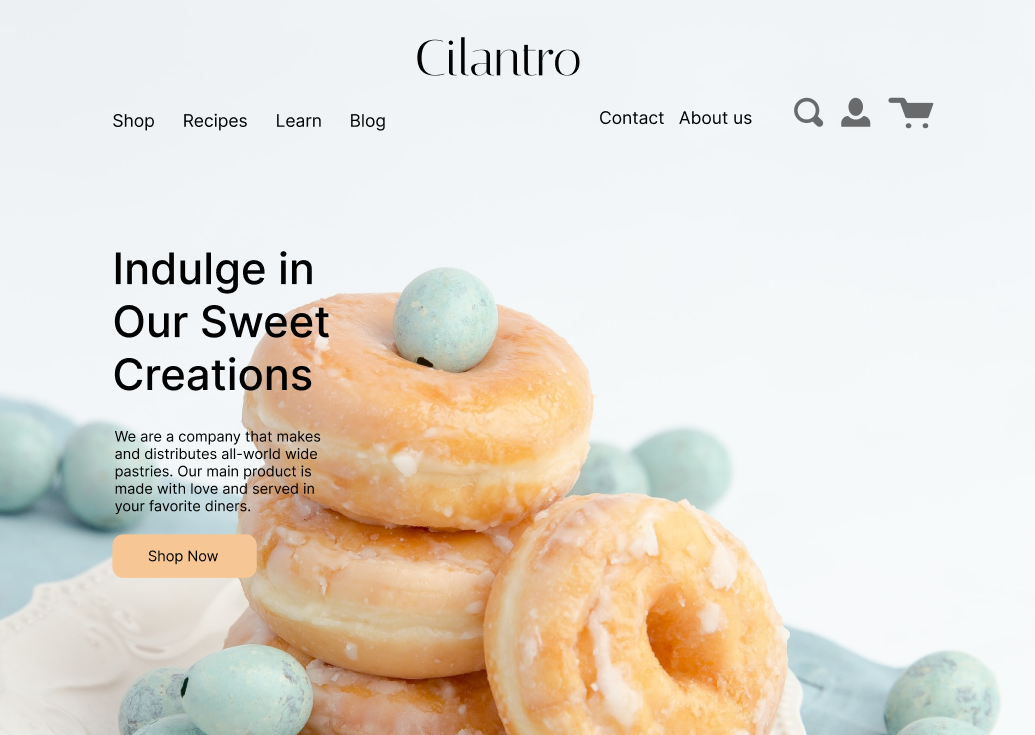 Cilantro
Shop Recipes Learn Blog
Contact About us
Indulge in
Our Sweet
Creations
We are a company that makes
and distributes all-world wide
pastries. Our main product is
made with love and served in
your favorite diners.
Shop Now